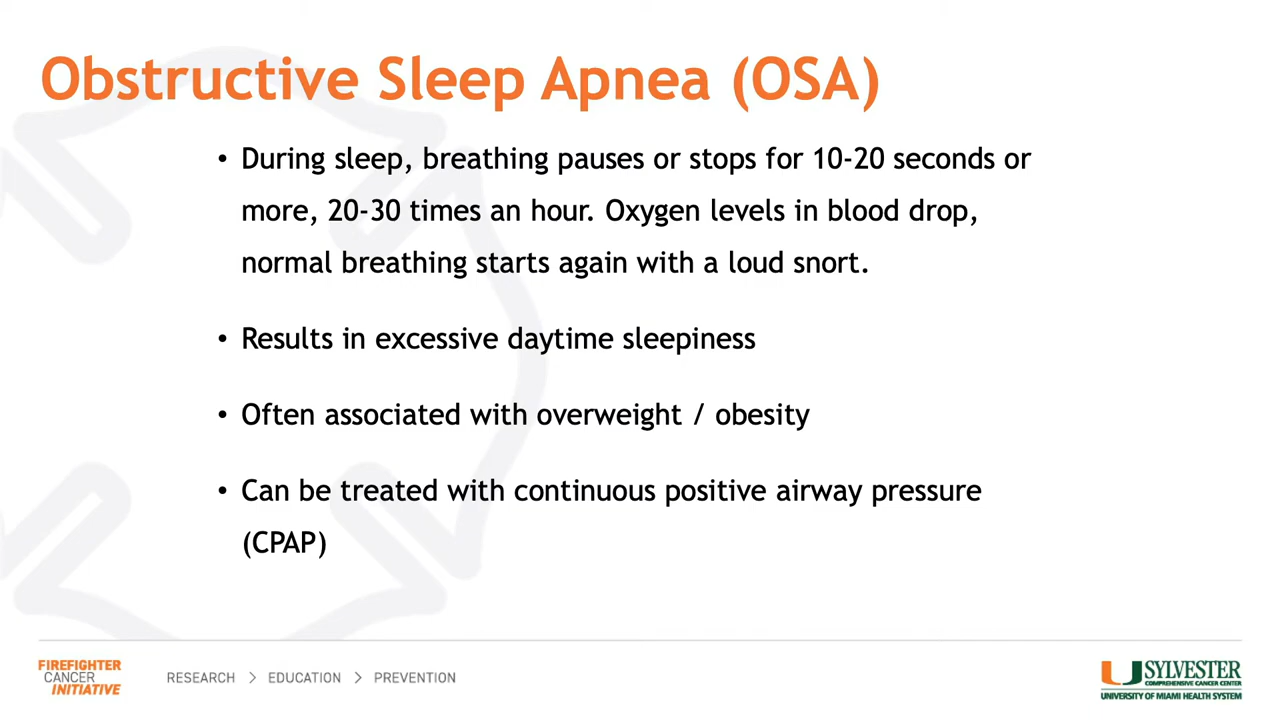 Obstructive Sleep Apnea (OSA)
• During sleep, breathing pauses or stops for 10-20 seconds or
more, 20-30 times an hour. Oxygen levels in blood drop,
normal breathing starts again with a loud snort.
• Results in excessive daytime sleepiness
• Often associated with overweight / obesity
• Can be treated with continuous positive airway pressure
(CPAP)
FIREFIGHTER
CANCER
INITIATIVE
RESEARCH > EDUCATION > PREVENTION
U SYLVESTER
COMPREHENSIVE CANCER CENTER
UNIVERSITY OF MIAMI HEALTH SYSTEM